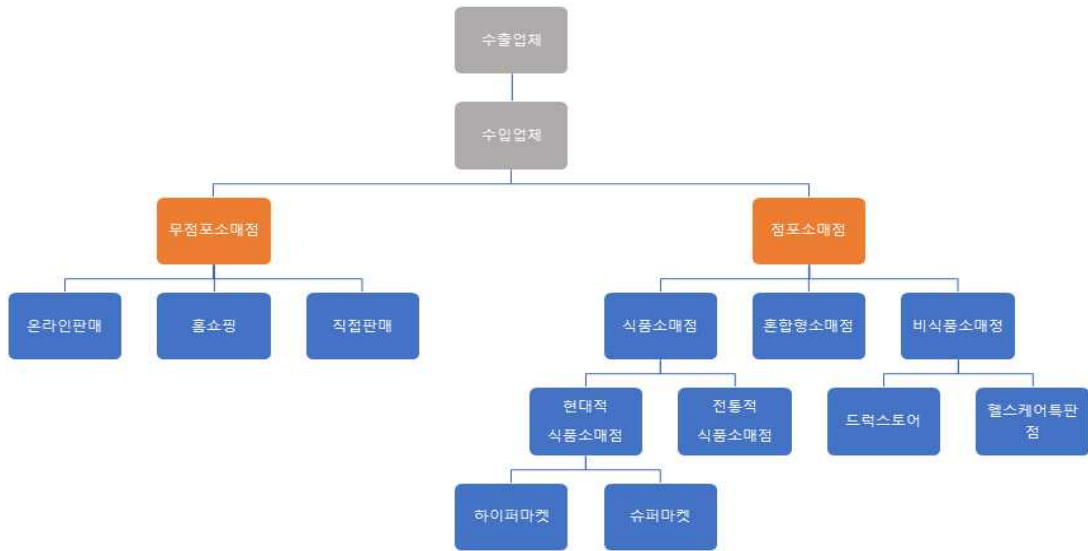 수출업체
수입업체
무점포소매점
점포소매점
온라인판매
홈쇼핑
직접판매
식품소매점
혼합형소매점
비식품소매정
현대적
식품소매점
전통적
식품소매점
드럭스토어
헬스케어특판
점
하이퍼마켓
슈퍼마켓